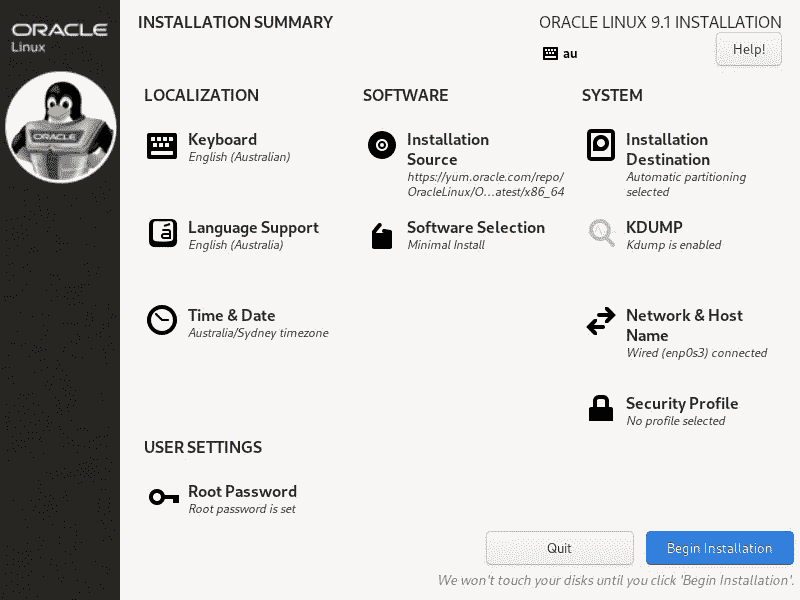 ORACLE
Linux
ORACLE
INSTALLATION SUMMARY
ORACLE LINUX 9.1 INSTALLATION
au
Help!
LOCALIZATION
Keyboard
English (Australian)
Language Support
English (Australia)
Time & Date
Australia/Sydney timezone
SOFTWARE
Installation
Source
https://yum.oracle.com/repo/
OracleLinux/O...atest/x86_64
Software Selection
Minimal Install
SYSTEM
Installation
Destination
Automatic partitioning
selected
KDUMP
Kdump is enabled
Network & Host
Name
Wired (enp0s3) connected
Security Profile
No profile selected
USER SETTINGS
Root Password
Root password is set
Quit
Begin Installation
We won't touch your disks until you click 'Begin Installation'.